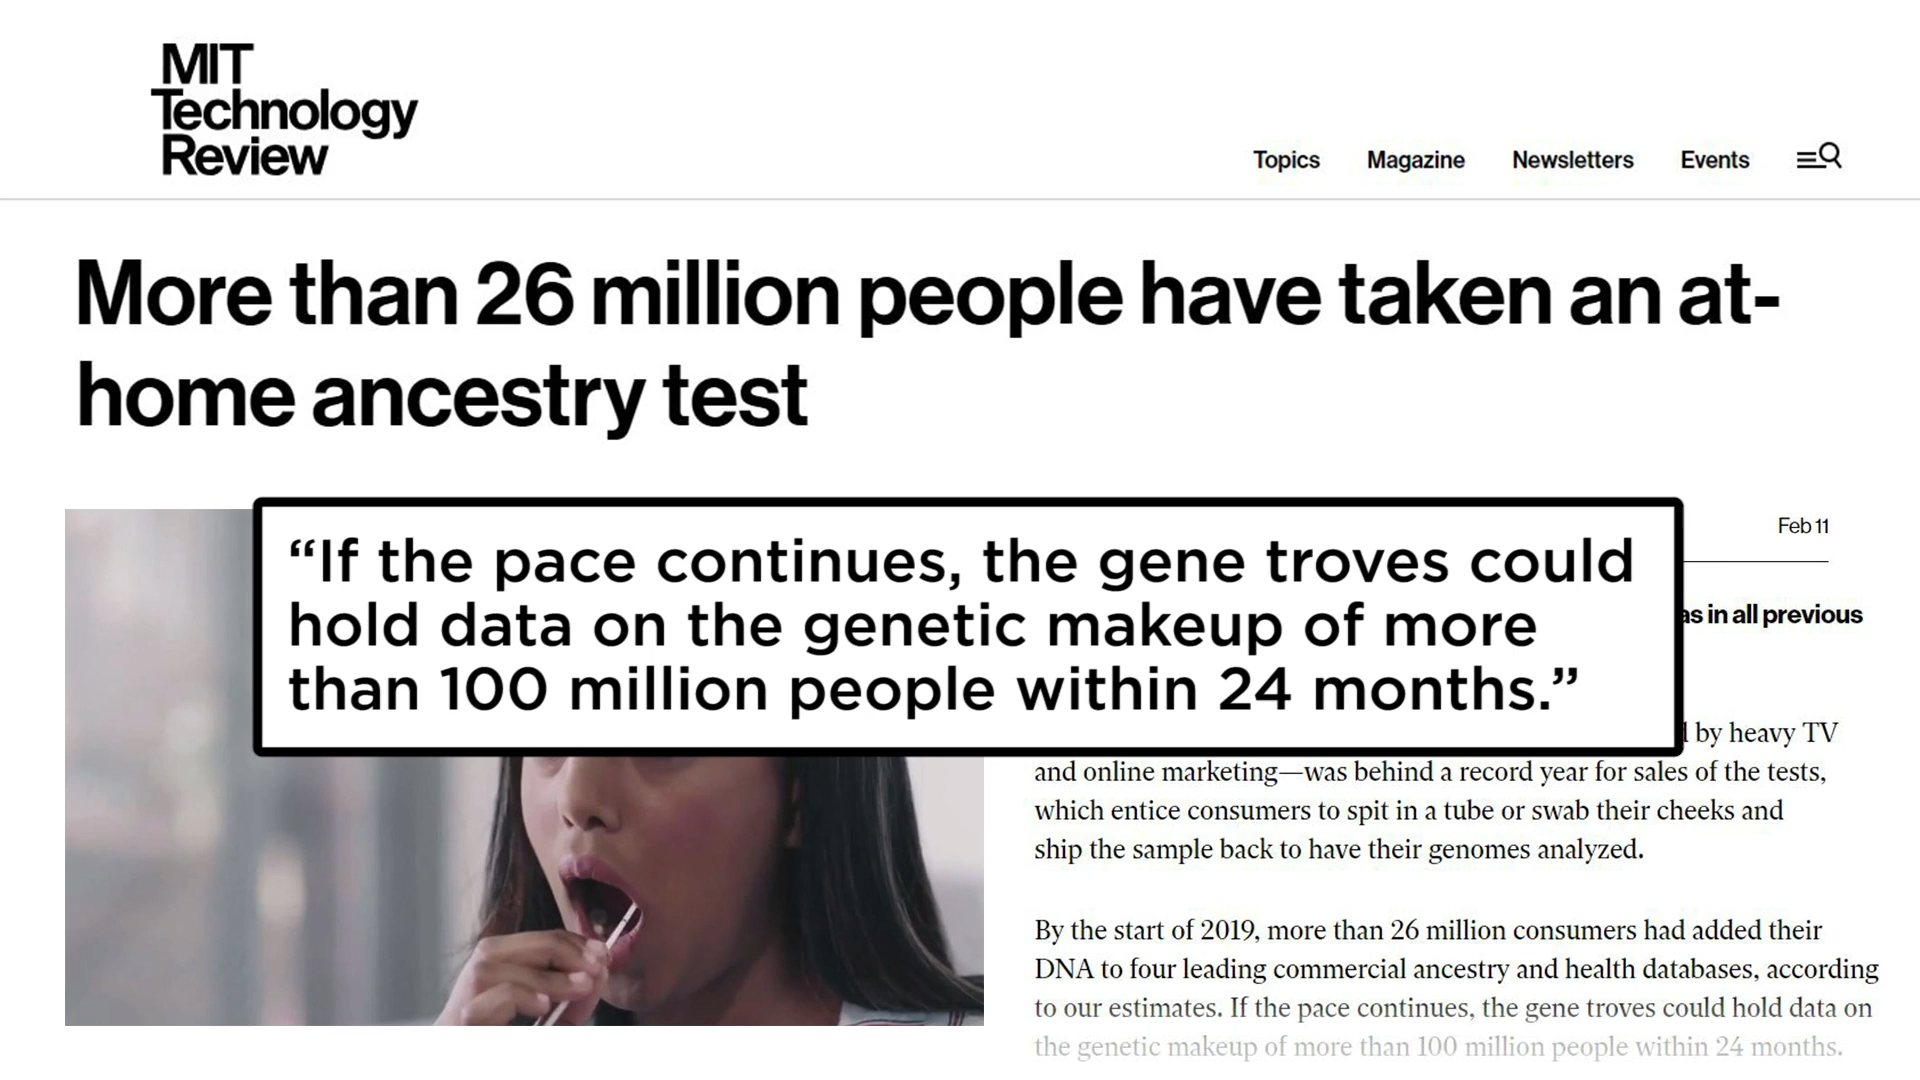 MIT
Technology
Review
Topics Magazine Newsletters Events
More than 26 million people have taken an at-
home ancestry test
Feb 11
“If the pace continues, the gene troves could
hold data on the genetic makeup of more
than 100 million people within 24 months.”
as in all previous
by heavy TV
and online marketing—was behind a record year for sales of the tests,
which entice consumers to spit in a tube or swab their cheeks and
ship the sample back to have their genomes analyzed.
By the start of 2019, more than 26 million consumers had added their
DNA to four leading commercial ancestry and health databases, according
to our estimates. If the pace continues, the gene troves could hold data on
the genetic makeup of more than 100 million people within 24 months.